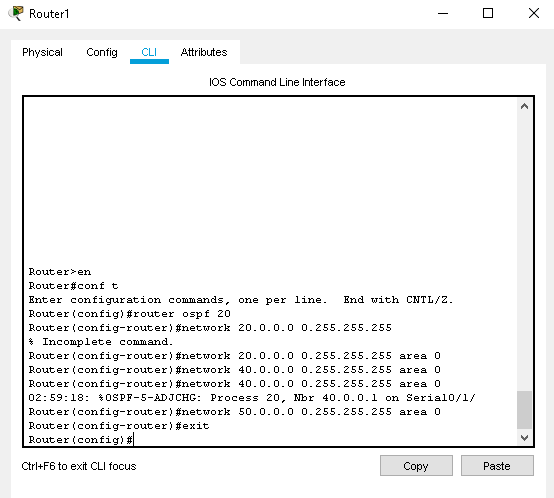 Router1
Physical Config CLI Attributes
IOS Command Line Interface
Router>en
Router#conf t
Enter configuration commands, one per line.  End with CNTL/Z.
Router(config)#router ospf 20
Router(config-router)#network 20.0.0.0 0.255.255.255
% Incomplete command.
Router(config-router)#network 20.0.0.0 0.255.255.255 area 0
Router(config-router)#network 40.0.0.0 0.255.255.255 area 0
Router(config-router)#network 40.0.0.0 0.255.255.255 area 0
02:59:18: %OSPF-5-ADJCHG: Process 20, Nbr 40.0.0.1 on Serial0/1/
Router(config-router)#network 50.0.0.0 0.255.255.255 area 0
Router(config-router)#exit
Router(config)#
Ctrl+F6 to exit CLI focus
Copy Paste